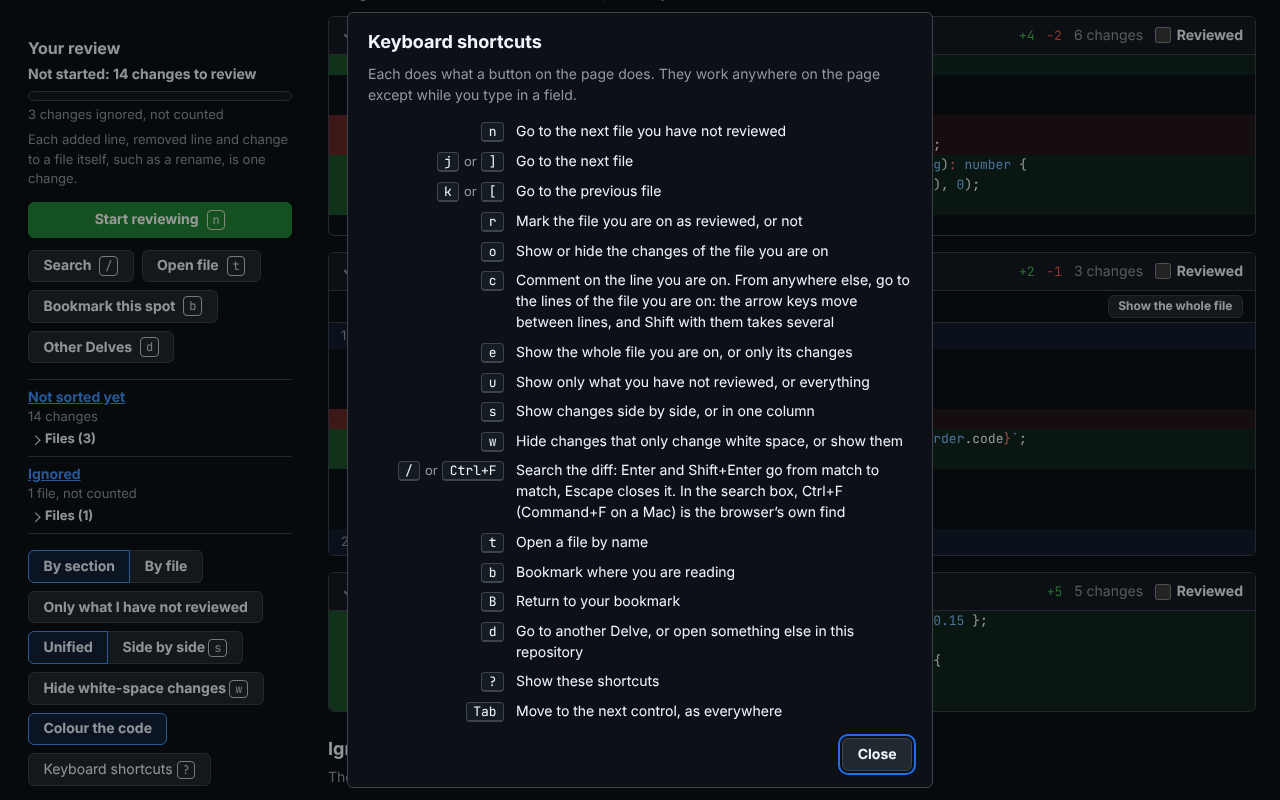 Your review
Not started: 14 changes to review
3 changes ignored, not counted
Each added line, removed line and change
to a file itself, such as a rename, is one
change.
Start reviewing n
Search / Open file t
Bookmark this spot b
Other Delves d
Not sorted yet
14 changes
Files (3)
Ignored
1 file, not counted
Files (1)
By section By file
Only what I have not reviewed
Unified Side by side s
Hide white-space changes w
Colour the code
Keyboard shortcuts ?
Keyboard shortcuts
Each does what a button on the page does. They work anywhere on the page
except while you type in a field.
n Go to the next file you have not reviewed
j or ] Go to the next file
k or [ Go to the previous file
r Mark the file you are on as reviewed, or not
o Show or hide the changes of the file you are on
c Comment on the line you are on. From anywhere else, go to
the lines of the file you are on: the arrow keys move
between lines, and Shift with them takes several
e Show the whole file you are on, or only its changes
u Show only what you have not reviewed, or everything
s Show changes side by side, or in one column
w Hide changes that only change white space, or show them
/ or Ctrl+F Search the diff: Enter and Shift+Enter go from match to
match, Escape closes it. In the search box, Ctrl+F
(Command+F on a Mac) is the browser’s own find
t Open a file by name
b Bookmark where you are reading
B Return to your bookmark
d Go to another Delve, or open something else in this
repository
? Show these shortcuts
Tab Move to the next control, as everywhere
Close
+4 -2 6 changes Reviewed
;
g): number {
), 0);
+2 -1 3 changes Reviewed
Show the whole file
1
rder.code}`;
2
+5 5 changes Reviewed
0.15 };
{